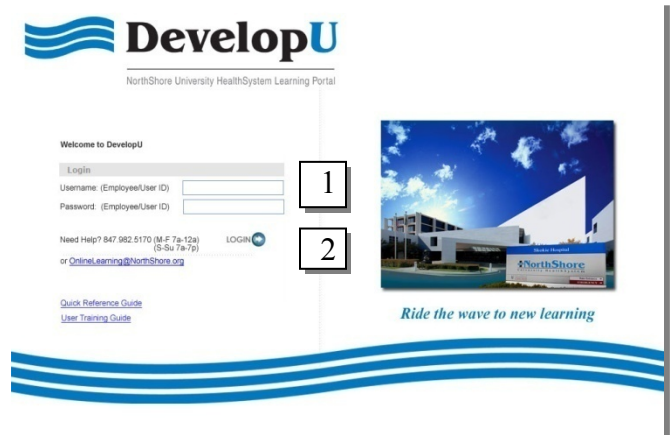 DevelopU
NorthShore University HealthSystem Learning Portal
Welcome to DevelopU
Login
Username: (Employee/User ID)
1
Password: (Employee/User ID)
Need Help? 847.982.5170 (M-F 7a-12a)
(S-Su 7a-7p)
LOGIN
2
or OnlineLearning@NorthShore.org
Quick Reference Guide
User Training Guide
Skokie Hospital
NorthShore
Ride the wave to new learning